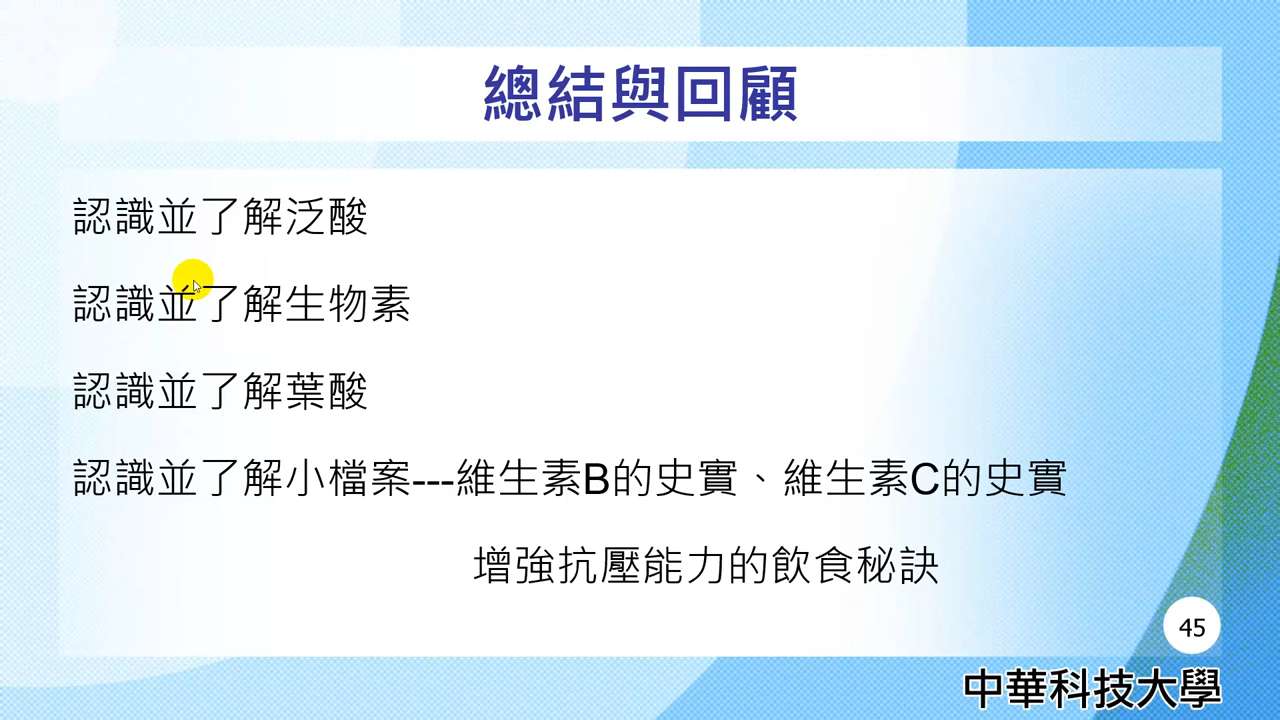 總結與回顧
認識並了解泛酸
認識並了解生物素
認識並了解葉酸
認識並了解小檔案---維生素B的史實、維生素C的史實
增強抗壓能力的飲食秘訣
45
中華科技大學